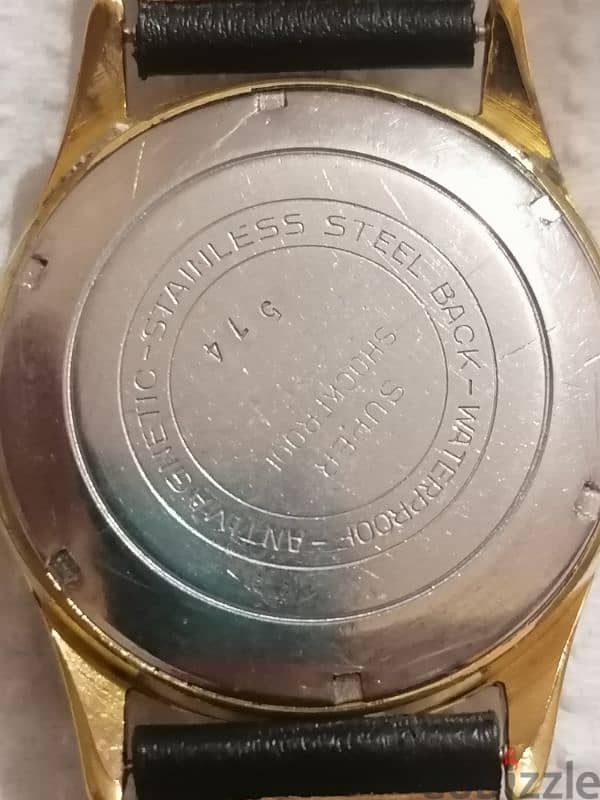 STAINLESS STEEL BACK-WATERPROOF-ANTIMAGNETIC-
514
SUPER
SHOCKPROOF